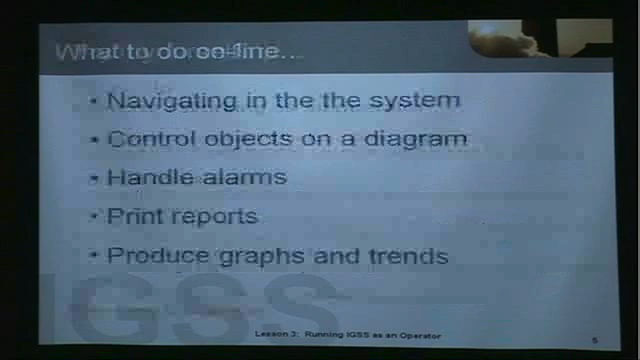 What to do on-line...
• Navigating in the the system
• Control objects on a diagram
• Handle alarms
• Print reports
• Produce graphs and trends
IGSS
Lesson 3: Running IGSS as an Operator
5